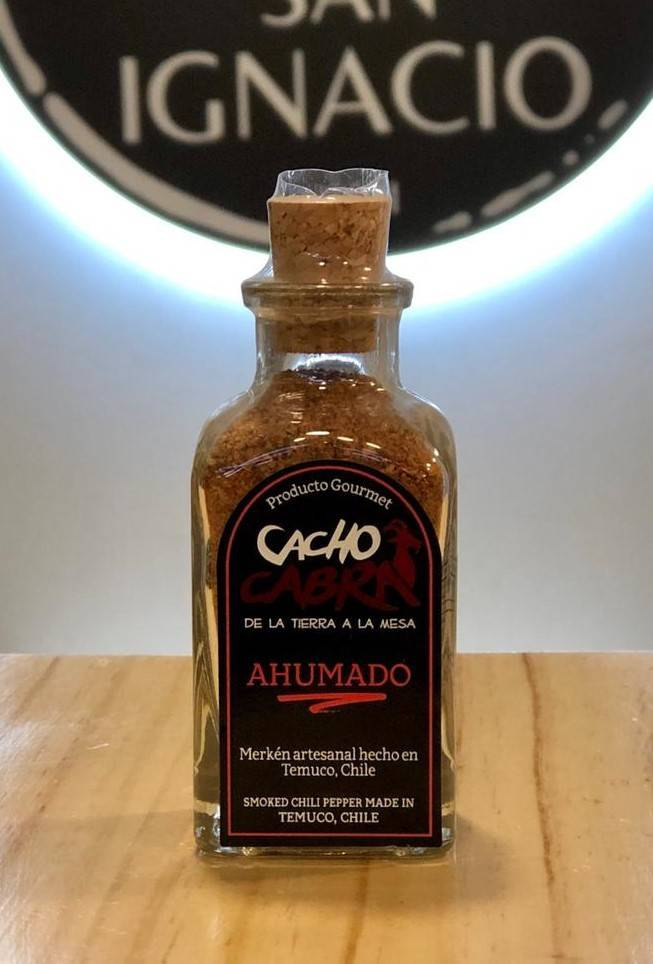 SAN
IGNACIO
Producto Gourmet
CACHO
CABRA
DE LA TIERRA A LA MESA
AHUMADO
Merkén artesanal hecho en
Temuco, Chile
SMOKED CHILI PEPPER MADE IN
TEMUCO, CHILE